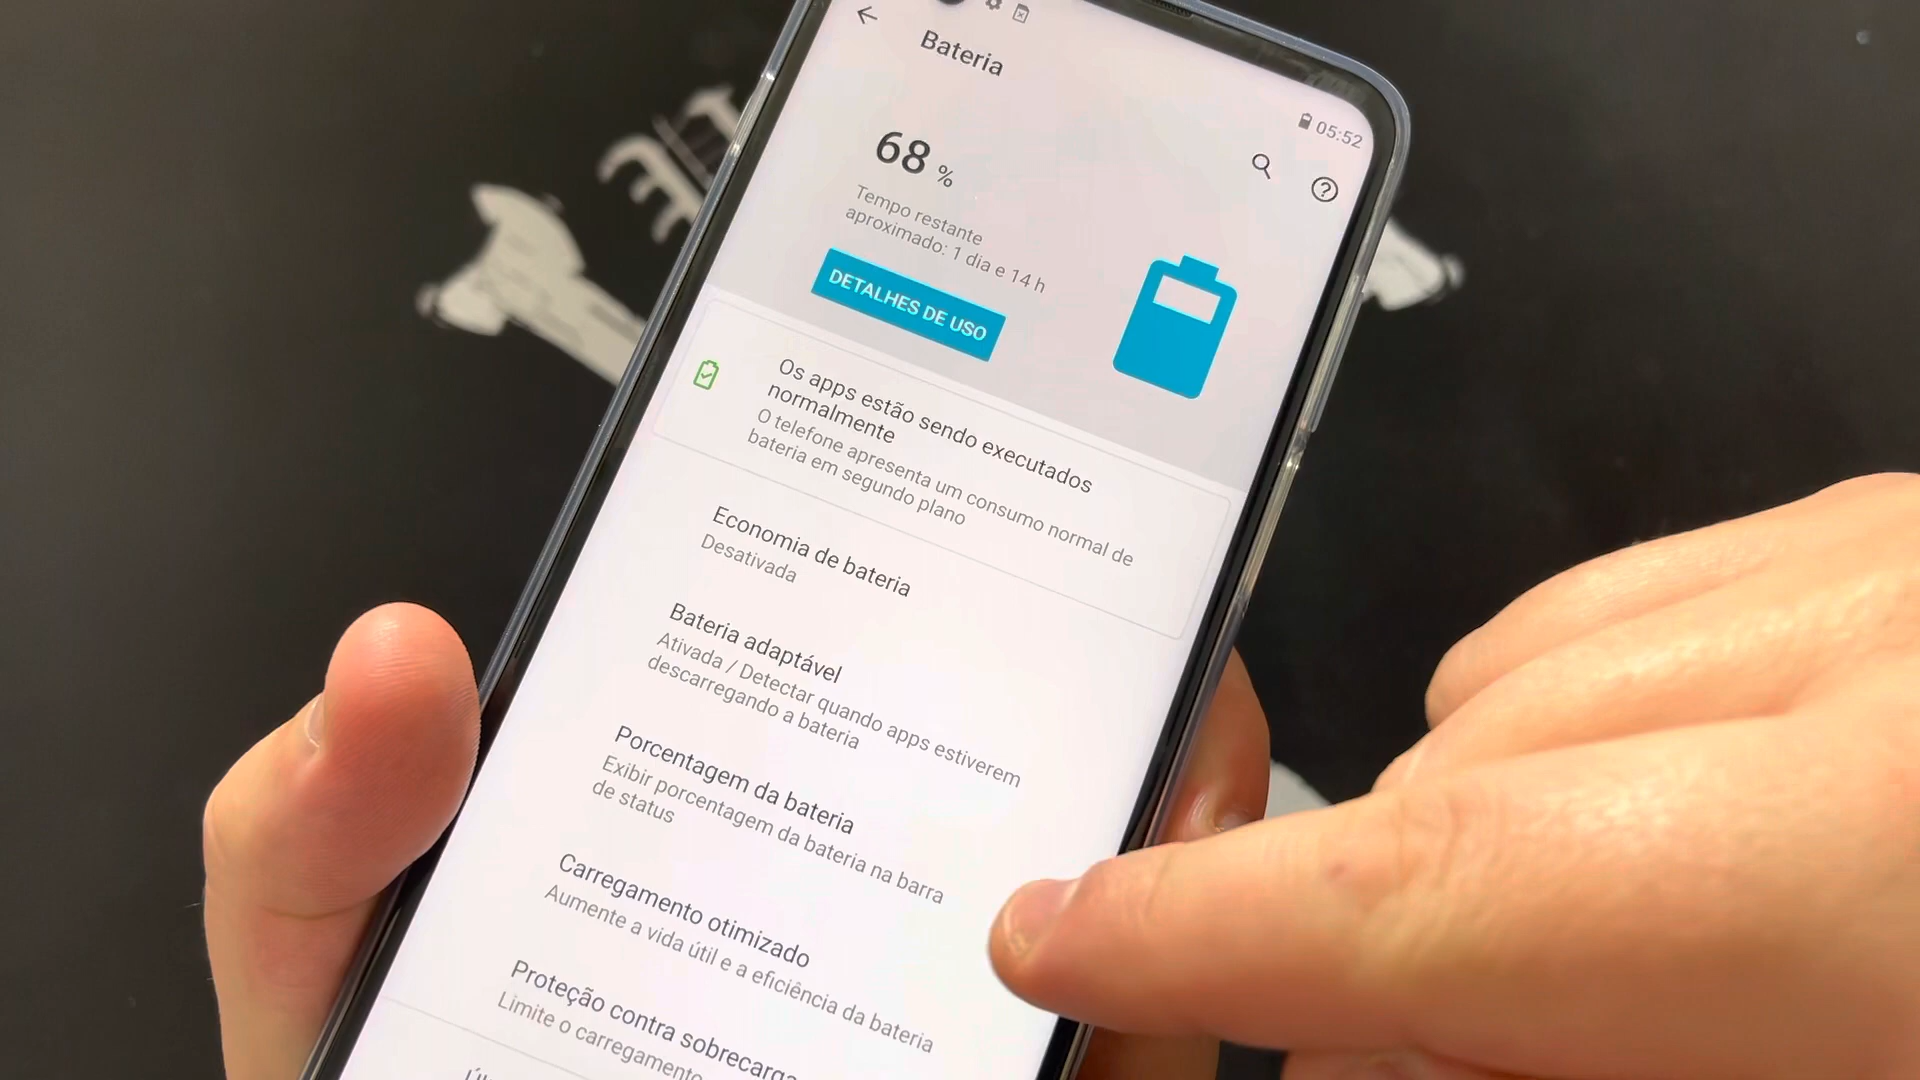 Bateria
05:52
68 %
Tempo restante
aproximado: 1 dia e 14 h
DETALHES DE USO
Os apps estão sendo executados
normalmente
O telefone apresenta um consumo normal de
bateria em segundo plano
Economia de bateria
Desativada
Bateria adaptável
Ativada / Detectar quando apps estiverem
descarregando a bateria
Porcentagem da bateria
Exibir porcentagem da bateria na barra
de status
Carregamento otimizado
Aumente a vida útil e a eficiência da bateria
Proteção contra sobrecarga
Limite o carregamento